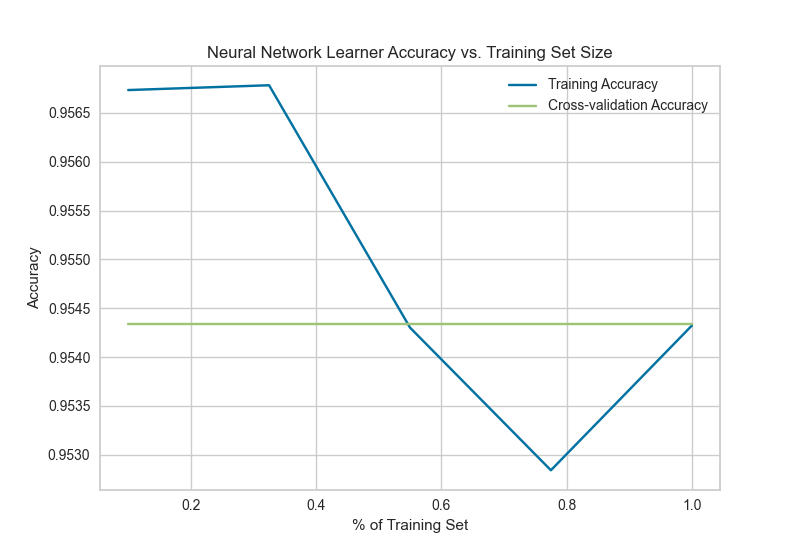 Neural Network Learner Accuracy vs. Training Set Size
Training Accuracy
Cross-validation Accuracy
0.9565
0.9560
0.9555
0.9550
0.9545
0.9540
0.9535
0.9530
Accuracy
0.2 0.4 0.6 0.8 1.0
% of Training Set